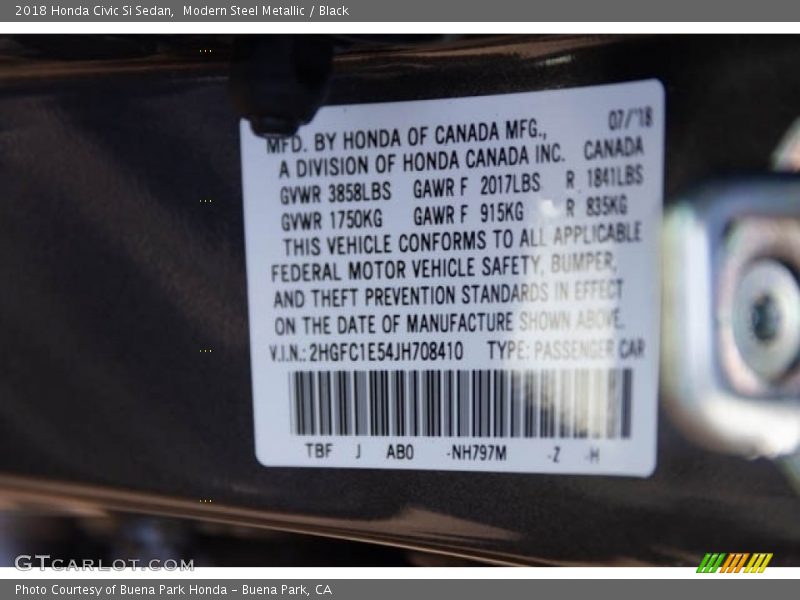 2018 Honda Civic Si Sedan, Modern Steel Metallic / Black
MFD. BY HONDA OF CANADA MFG., 07/'18
A DIVISION OF HONDA CANADA INC. CANADA
GVWR 3858LBS GAWR F 2017LBS R 1841LBS
GVWR 1750KG GAWR F 915KG R 835KG
THIS VEHICLE CONFORMS TO ALL APPLICABLE
FEDERAL MOTOR VEHICLE SAFETY, BUMPER,
AND THEFT PREVENTION STANDARDS IN EFFECT
ON THE DATE OF MANUFACTURE SHOWN ABOVE.
V.I.N.: 2HGFC1E54JH708410 TYPE: PASSENGER CAR
TBF J AB0 -NH797M -Z -H
GTCARLOT.COM
Photo Courtesy of Buena Park Honda – Buena Park, CA